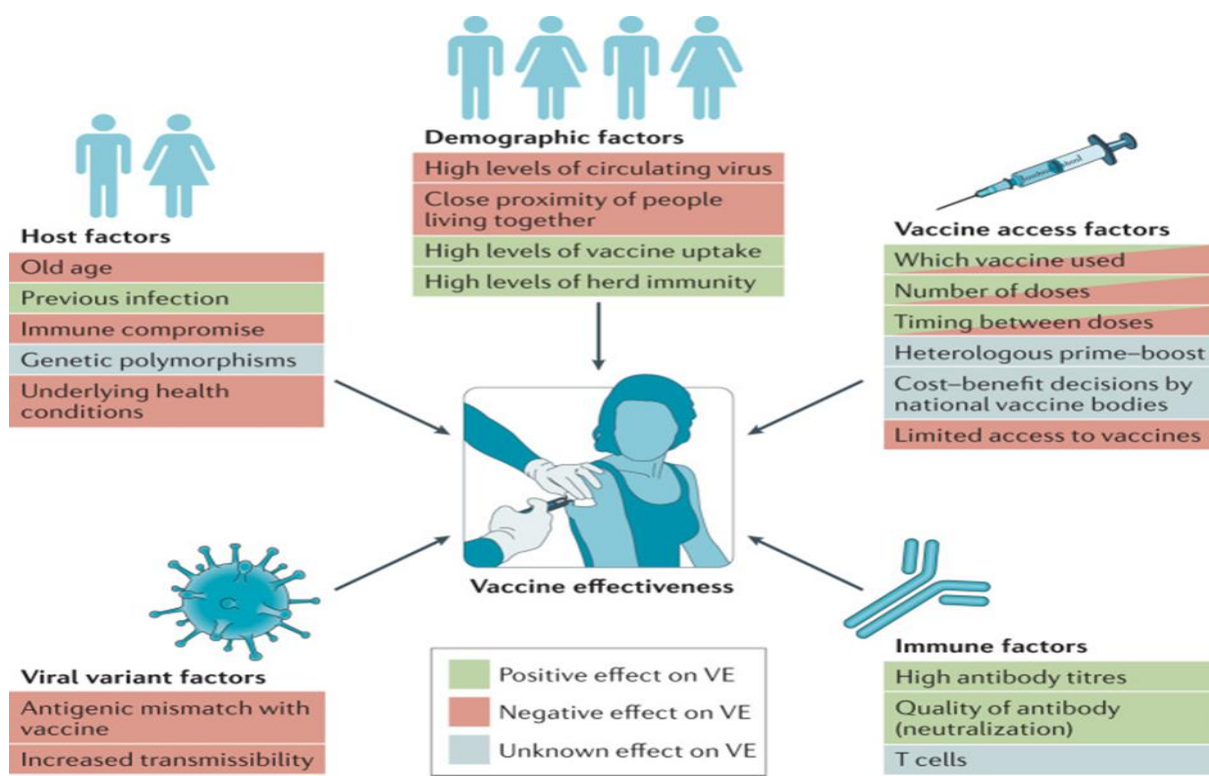 Demographic factors
High levels of circulating virus
Close proximity of people
living together
High levels of vaccine uptake
High levels of herd immunity
Host factors
Old age
Previous infection
Immune compromise
Genetic polymorphisms
Underlying health
conditions
Vaccine access factors
Which vaccine used
Number of doses
Timing between doses
Heterologous prime–boost
Cost–benefit decisions by
national vaccine bodies
Limited access to vaccines
Vaccine effectiveness
Viral variant factors
Antigenic mismatch with
vaccine
Increased transmissibility
Positive effect on VE
Negative effect on VE
Unknown effect on VE
Immune factors
High antibody titres
Quality of antibody
(neutralization)
T cells